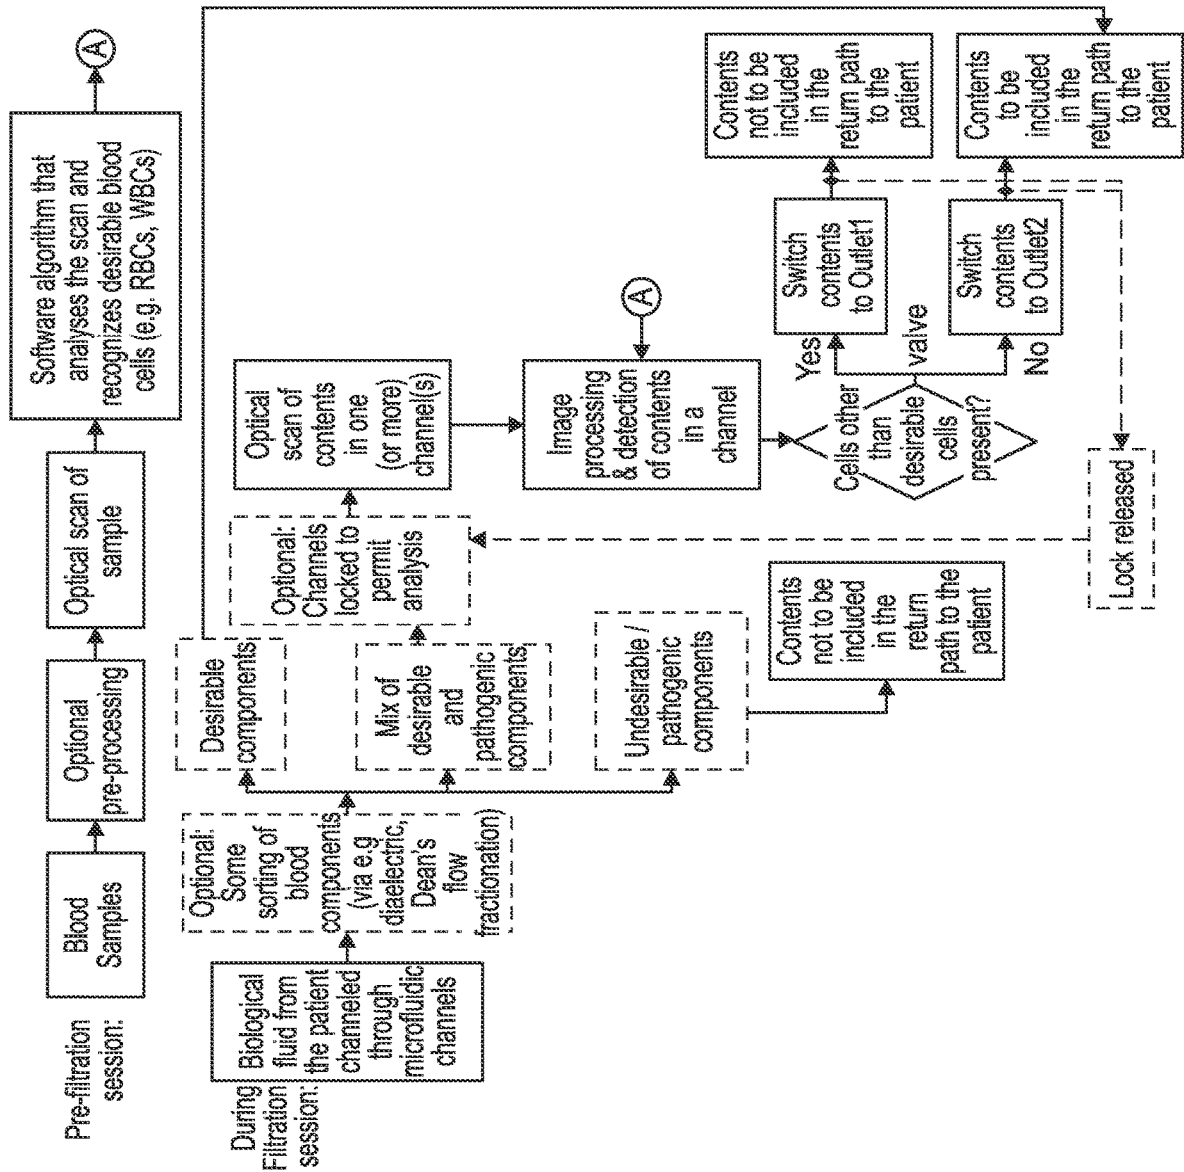 Pre-filtration
session:
Blood
Samples
Optional
pre-processing
Optical scan of
sample
Software algorithm that
analyses the scan and
recognizes desirable blood
cells (e.g. RBCs, WBCs)
A
During
Filtration
session:
Biological
fluid from
the patient
channeled
through
microfluidic
channels
Optional:
Some
sorting of
blood
components
(via e.g
diaelectric,
Dean's
flow
fractionation)
Desirable
components
Mix of
desirable
and
pathogenic
components
Undesirable /
pathogenic
components
Contents
not to be
included
in the
return
path to the
patient
Optional:
Channels
locked to
permit
analysis
Optical
scan of
contents
in one
(or more)
channel(s)
Image
processing
& detection
of contents
in a
channel
A
Cells other
than
desirable
cells
present?
Yes
valve
No
Switch
contents
to Outlet1
Switch
contents
to Outlet2
Contents
not to be
included
in the
return path
to the
patient
Contents
to be
included
in the
return path
to the
patient
Lock released